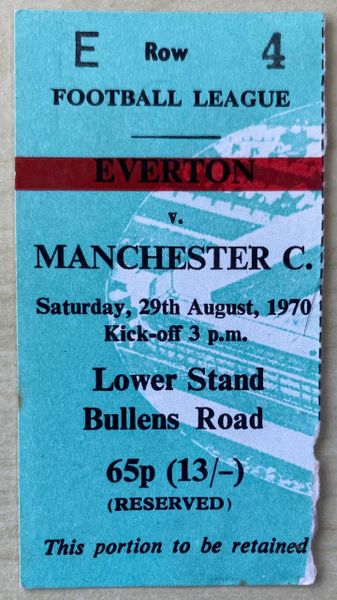 E Row 4
FOOTBALL LEAGUE
EVERTON
v.
MANCHESTER C.
Saturday, 29th August, 1970
Kick-off 3 p.m.
Lower Stand
Bullens Road
65p (13/–)
(RESERVED)
This portion to be retained